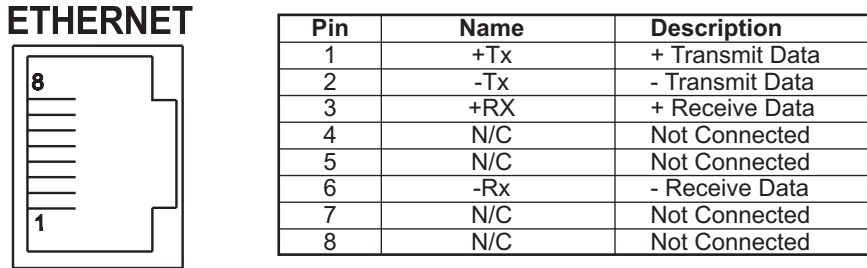 ETHERNET
8
1
Pin Name Description
1 +Tx + Transmit Data
2 -Tx - Transmit Data
3 +RX + Receive Data
4 N/C Not Connected
5 N/C Not Connected
6 -Rx - Receive Data
7 N/C Not Connected
8 N/C Not Connected